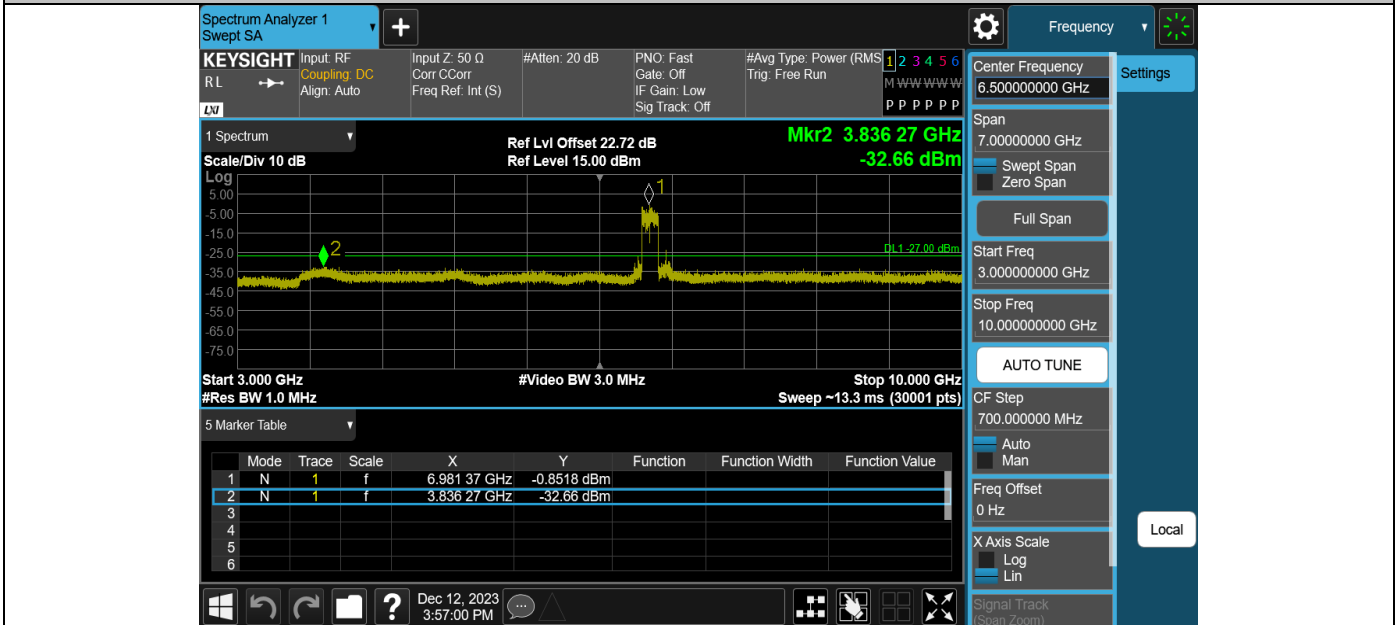 Spectrum Analyzer 1
Swept SA
+
Frequency
KEYSIGHT
RL
LXI
Input: RF
Coupling: DC
Align: Auto
Input Z: 50 Ω
Corr CCorr
Freq Ref: Int (S)
#Atten: 20 dB
PNO: Fast
Gate: Off
IF Gain: Low
Sig Track: Off
#Avg Type: Power (RMS
Trig: Free Run
1 2 3 4 5 6
M W W W W W
P P P P P P
1 Spectrum
Scale/Div 10 dB
Ref Lvl Offset 22.72 dB
Ref Level 15.00 dBm
Mkr2 3.836 27 GHz
-32.66 dBm
Log
5.00
-5.00
-15.0
-25.0
-35.0
-45.0
-55.0
-65.0
-75.0
1
2
DL1 -27.00 dBm
Start 3.000 GHz
#Video BW 3.0 MHz
Stop 10.000 GHz
#Res BW 1.0 MHz
Sweep ~13.3 ms (30001 pts)
5 Marker Table
Mode Trace Scale X Y Function Function Width Function Value
1 N 1 f 6.981 37 GHz -0.8518 dBm
2 N 1 f 3.836 27 GHz -32.66 dBm
3
4
5
6
?
Dec 12, 2023
3:57:00 PM
Center Frequency
6.500000000 GHz
Span
7.00000000 GHz
Swept Span
Zero Span
Full Span
Start Freq
3.000000000 GHz
Stop Freq
10.000000000 GHz
AUTO TUNE
CF Step
700.000000 MHz
Auto
Man
Freq Offset
0 Hz
X Axis Scale
Log
Lin
Signal Track
(Span Zoom)
Settings
Local